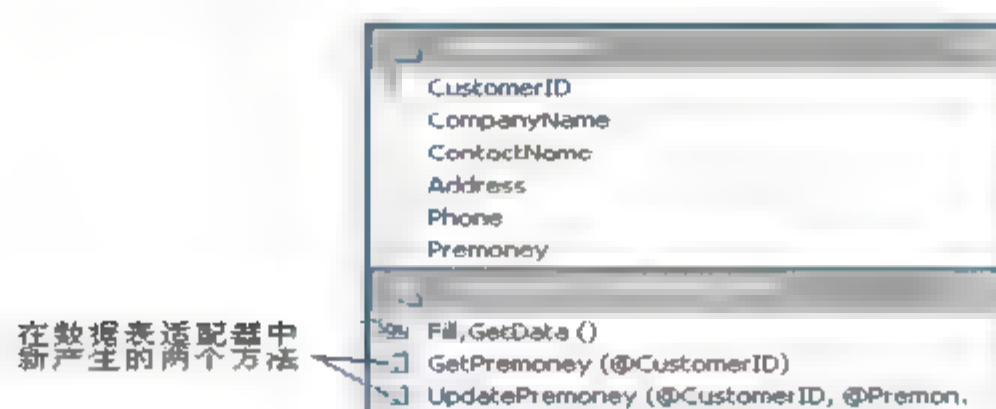 CustomerID
CompanyName
ContactName
Address
Phone
Premoney
Fill,GetData ()
在数据表适配器中
新产生的两个方法
GetPremoney (@CustomerID)
UpdatePremoney (@CustomerID, @Premon.